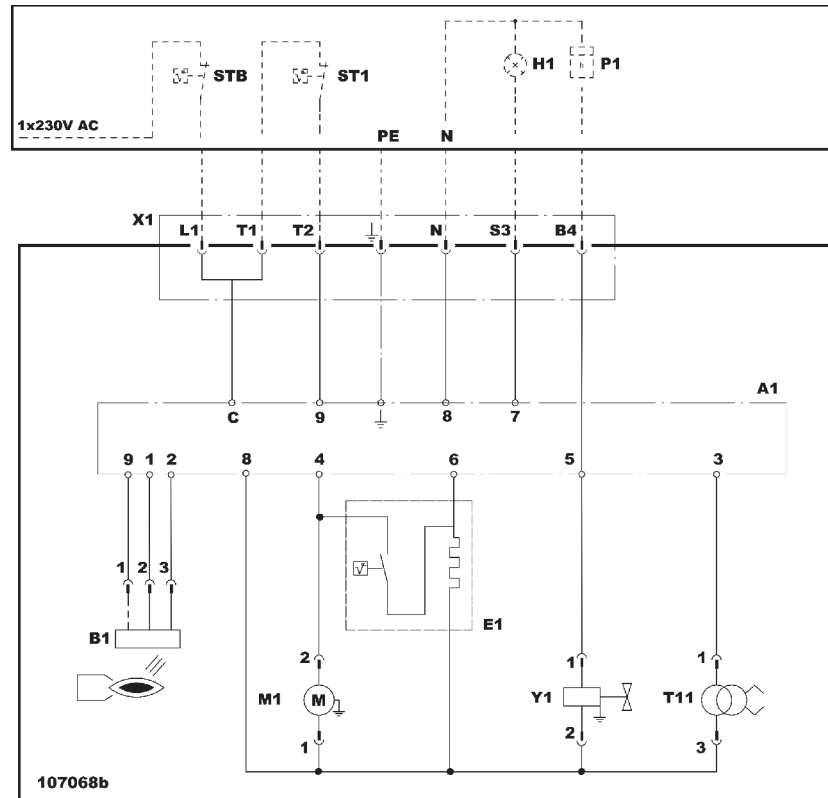 STB ST1 H1 P1
h
1x230V AC
PE N
X1
L1 T1 T2 N S3 B4
A1
C 9 8 7
9 1 2 8 4 6 5 3
1 2 3
E1
B1
2 1 1
M1 M Y1 T11
1 2 3
107068b